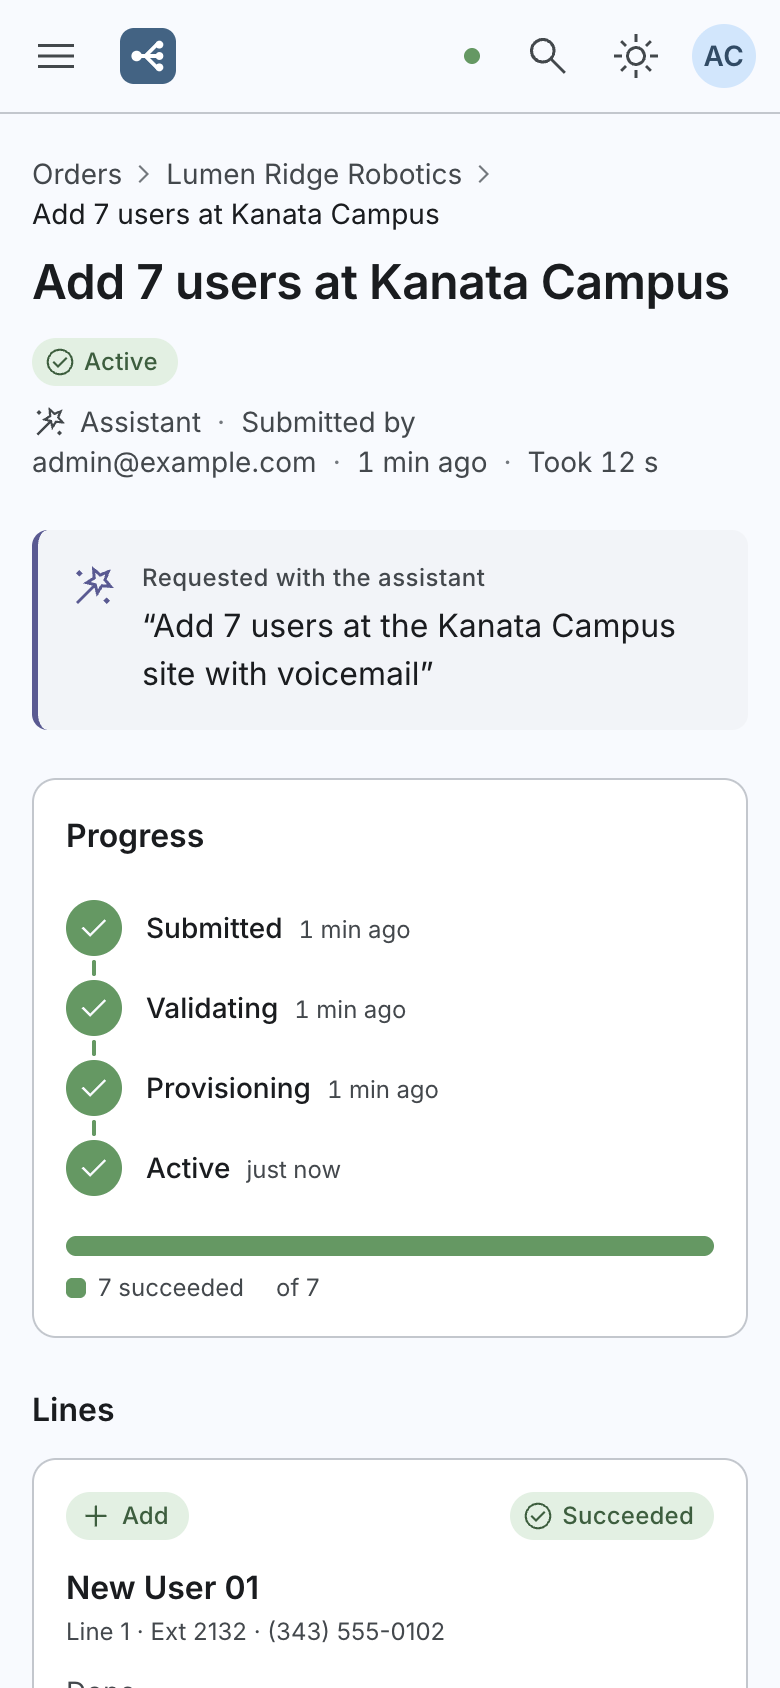 AC
Orders > Lumen Ridge Robotics >
Add 7 users at Kanata Campus
Add 7 users at Kanata Campus
Active
Assistant · Submitted by
admin@example.com · 1 min ago · Took 12 s
Requested with the assistant
“Add 7 users at the Kanata Campus
site with voicemail”
Progress
Submitted 1 min ago
Validating 1 min ago
Provisioning 1 min ago
Active just now
7 succeeded of 7
Lines
+ Add
Succeeded
New User 01
Line 1 · Ext 2132 · (343) 555-0102